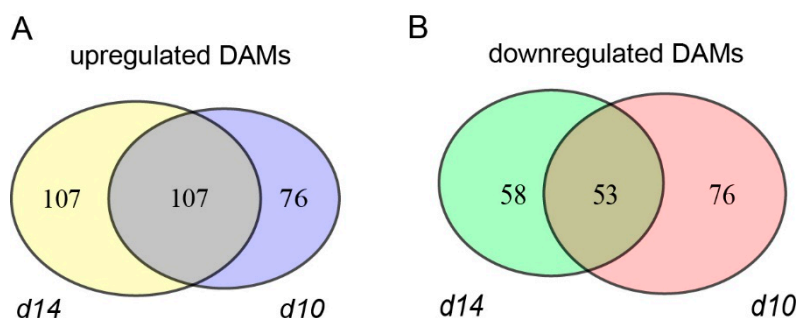 A
upregulated DAMs
107
107
76
d14
d10
B
downregulated DAMs
58
53
76
d14
d10